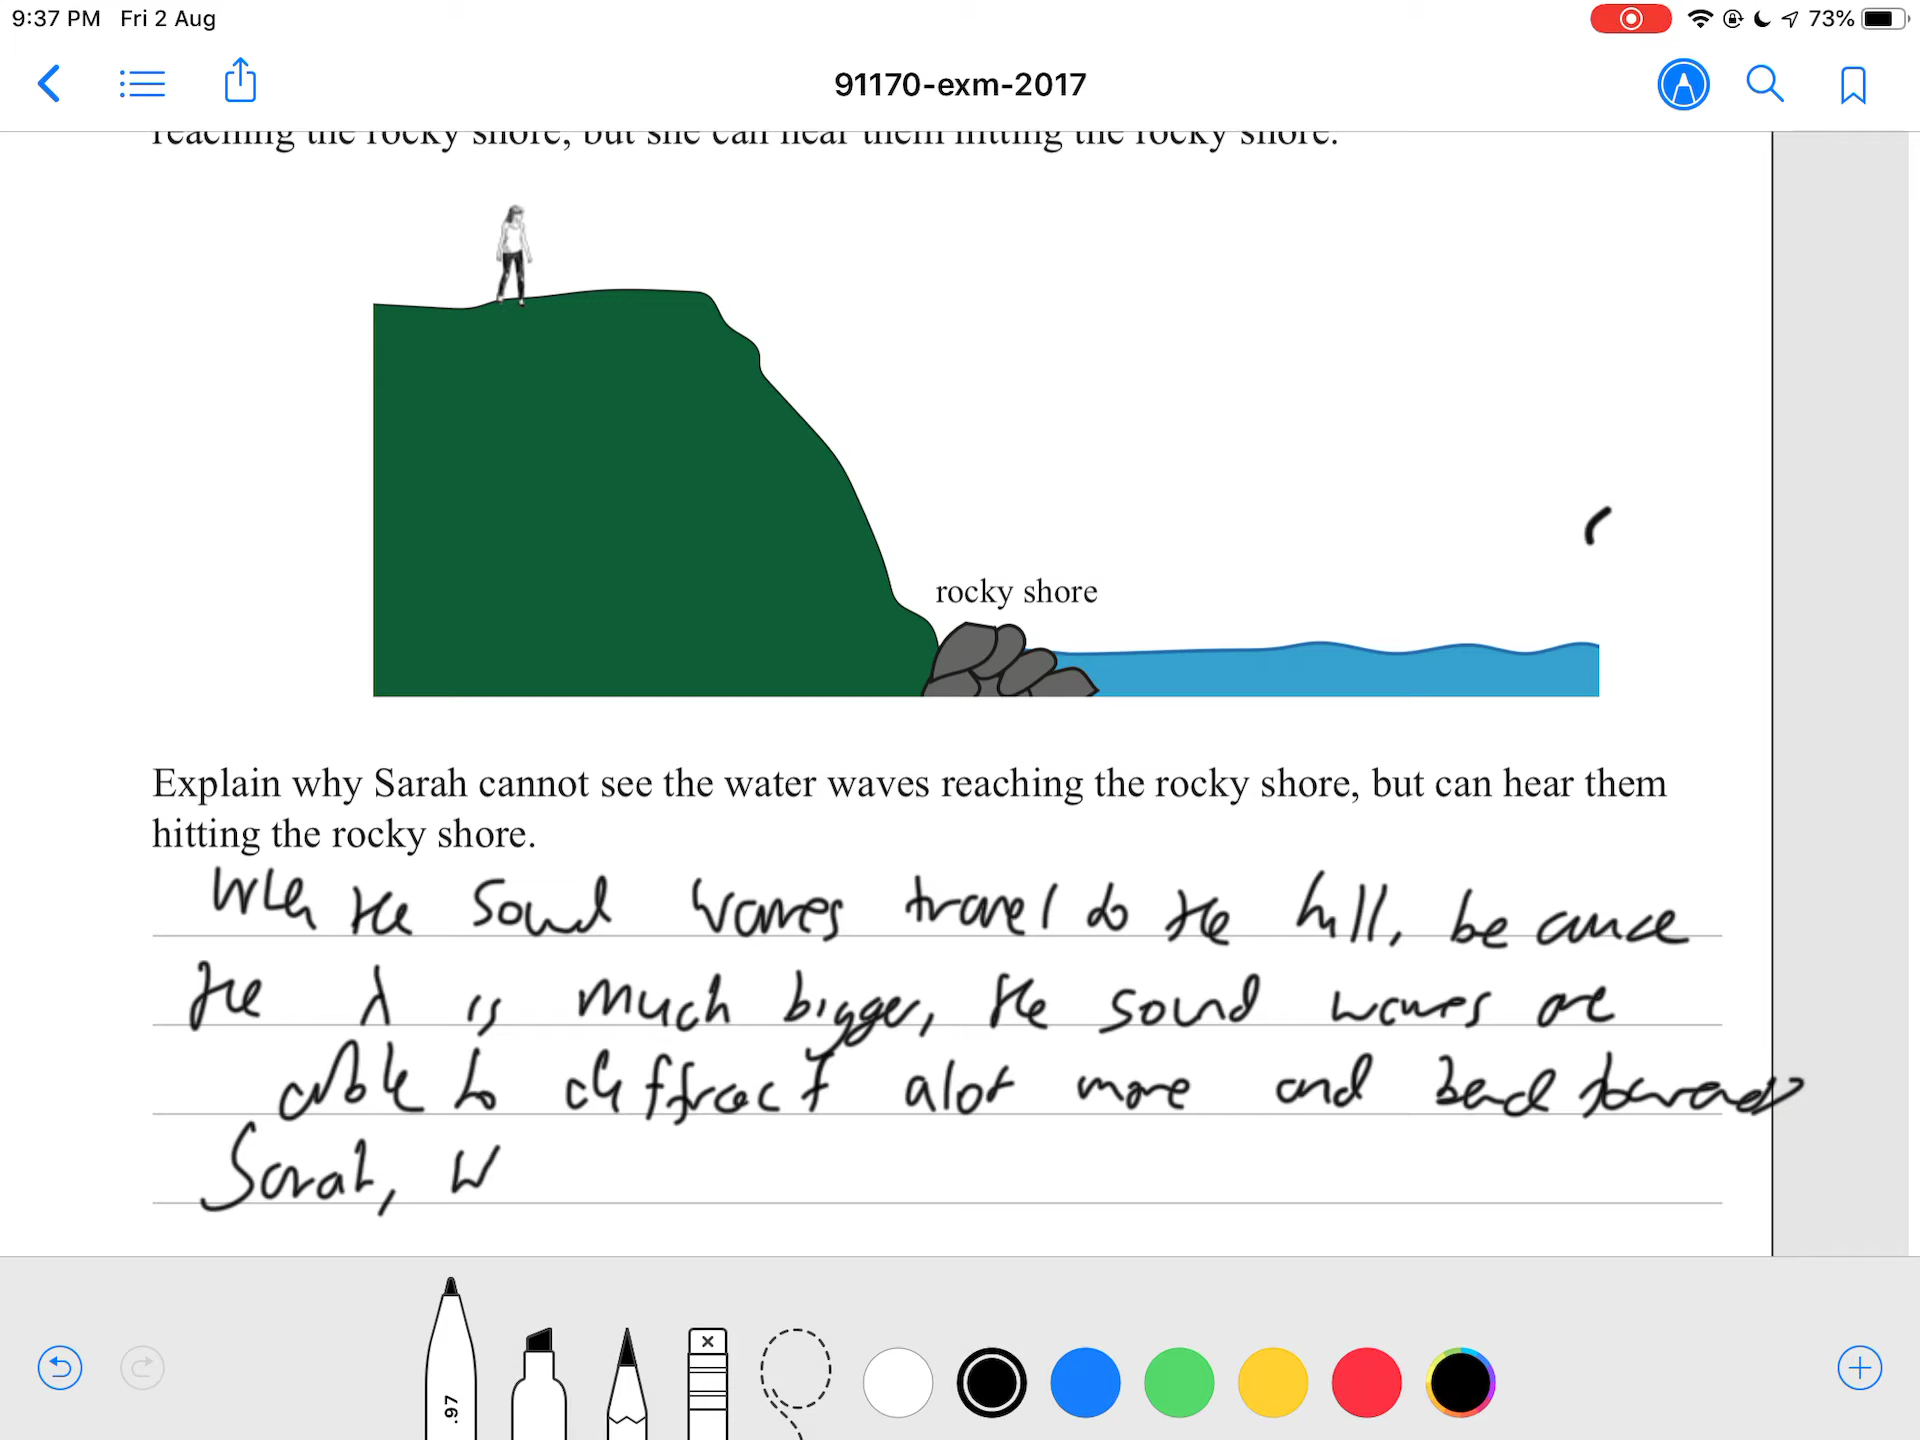 9:37 PM Fri 2 Aug
73%
91170-exm-2017
reaching the rocky shore, but she can hear them hitting the rocky shore.
rocky shore
Explain why Sarah cannot see the water waves reaching the rocky shore, but can hear them
hitting the rocky shore.
When the sound waves travel to the hill, because
the λ is much bigger, the sound waves are
able to diffract alot more and bend towards
Sarah, W
.97